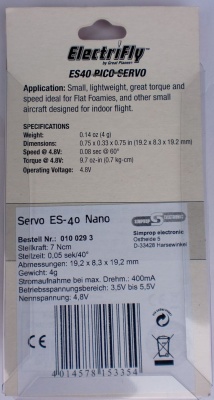 ElectriFly
by Great Planes
ES40 PICO SERVO
Application: Small, lightweight, great torque and
speed ideal for Flat Foamies, and other small
aircraft designed for indoor flight.
SPECIFICATIONS
Weight: 0.14 oz (4 g)
Dimensions: 0.75 x 0.33 x 0.75 in (19.2 x 8.3 x 19.2 mm)
Speed @ 4.8V: 0.08 sec @ 60°
Torque @ 4.8V: 9.7 oz-in (0.7 kg-cm)
Operating Voltage: 4.8V
Servo ES-40 Nano
Bestell Nr.: 010 029 3
Simprop electronic
Ostheide 5
D-33428 Harsewinkel
Stellkraft: 7 Ncm
Stellzeit: 0,05 sek/40°
Abmessungen: 19,2 x 8,3 x 19,2 mm
Gewicht: 4g
Stromaufnahme bei max. Drehm.: 400mA
Betriebsspannungsbereich: 3,5V bis 5,5V
Nennspannung: 4,8V
4 014578 153354